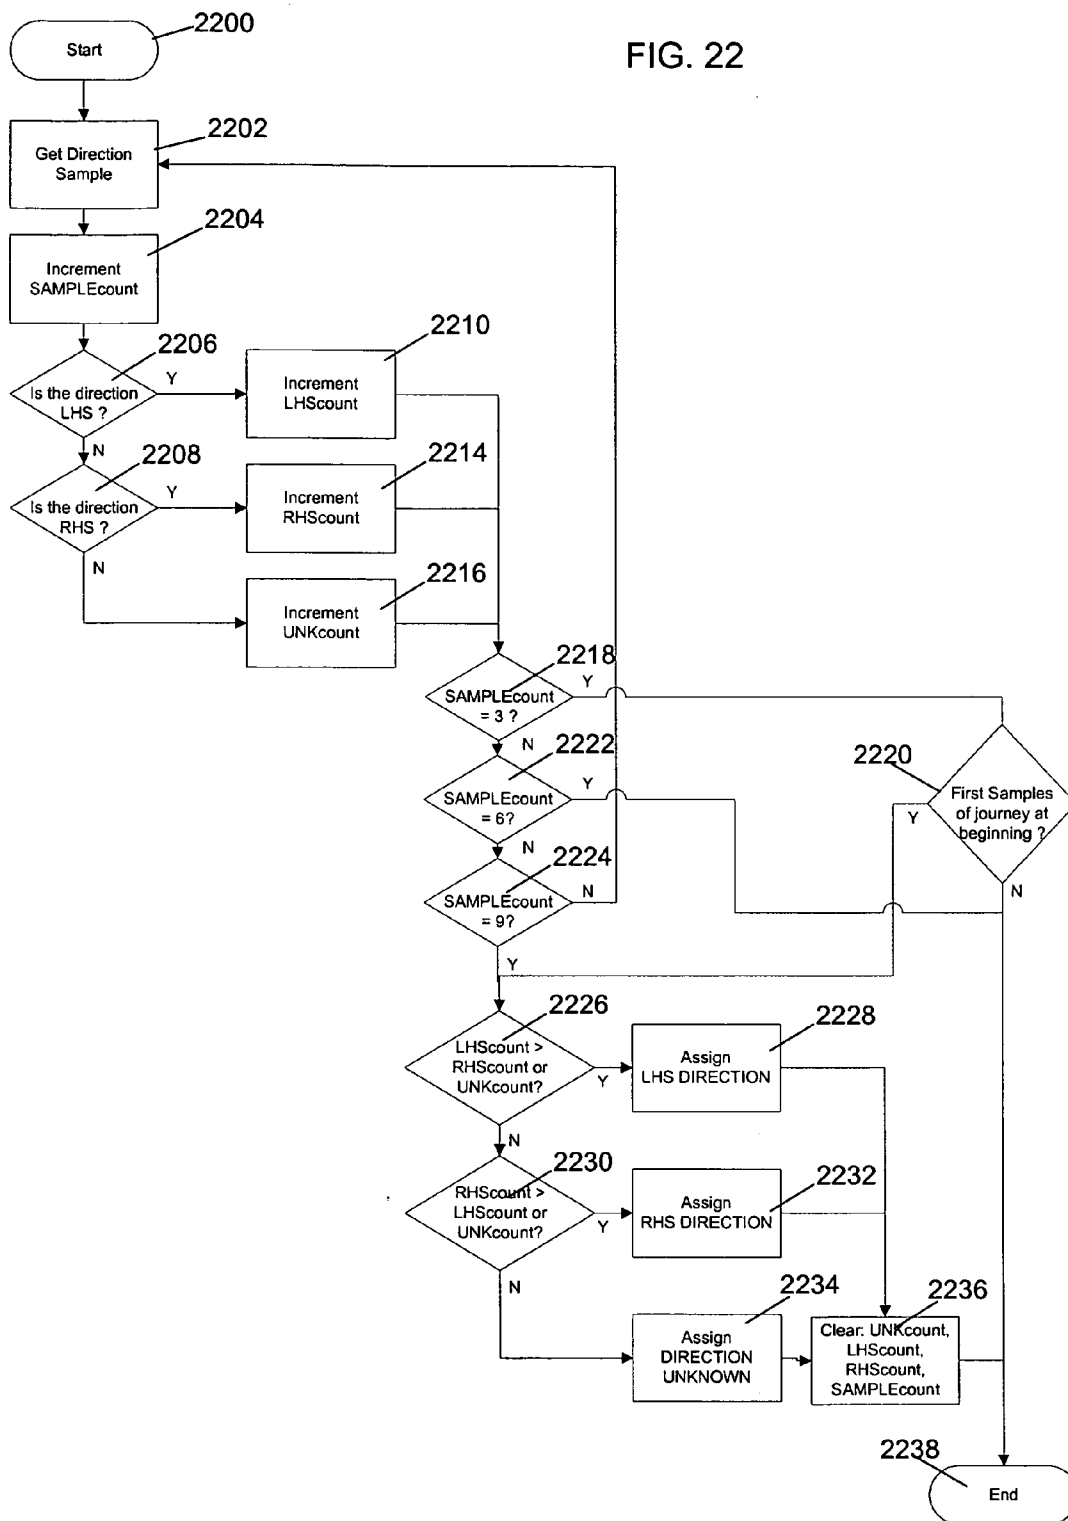 2200
Start
FIG. 22
2202
Get Direction
Sample
2204
Increment
SAMPLEcount
2206
Is the direction
LHS ?
Y
N
2210
Increment
LHScount
2208
Is the direction
RHS ?
Y
N
2214
Increment
RHScount
2216
Increment
UNKcount
2218
SAMPLEcount
= 3 ?
Y
N
2222
SAMPLEcount
= 6?
Y
N
2224
SAMPLEcount
= 9?
N
Y
2220
First Samples
of journey at
beginning ?
Y
N
2226
LHScount >
RHScount or
UNKcount?
Y
N
2228
Assign
LHS DIRECTION
2230
RHScount >
LHScount or
UNKcount?
Y
N
2232
Assign
RHS DIRECTION
2234
Assign
DIRECTION
UNKNOWN
2236
Clear: UNKcount,
LHScount,
RHScount,
SAMPLEcount
2238
End